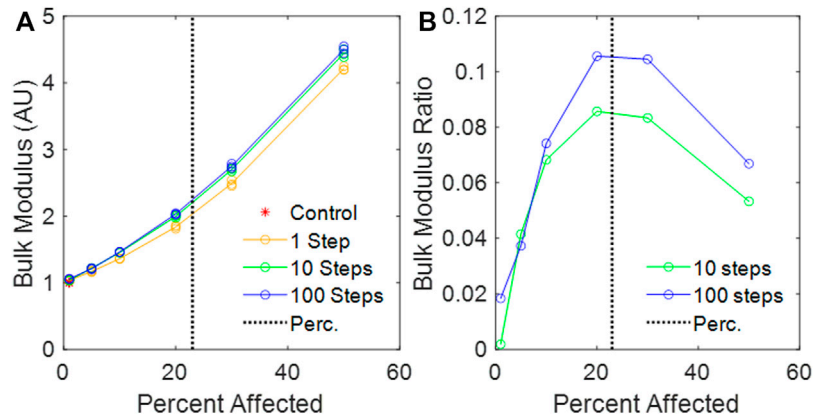 A
Bulk Modulus (AU)
5
4
3
2
1
0
0
20
40
60
Percent Affected
Control
1 Step
10 Steps
100 Steps
Perc.
B
Bulk Modulus Ratio
0.12
0.1
0.08
0.06
0.04
0.02
0
0
20
40
60
Percent Affected
10 steps
100 steps
Perc.